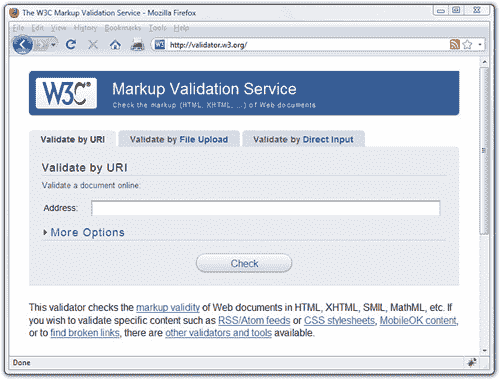 The W3C Markup Validation Service - Mozilla Firefox
File Edit View History Bookmarks Tools Help
http://validator.w3.org/
W3C® Markup Validation Service
Check the markup (HTML, XHTML, ...) of Web documents
Validate by URI Validate by File Upload Validate by Direct Input
Validate by URI
Validate a document online:
Address:
More Options
Check
This validator checks the markup validity of Web documents in HTML, XHTML, SMIL, MathML, etc. If
you wish to validate specific content such as RSS/Atom feeds or CSS stylesheets, MobileOK content,
or to find broken links, there are other validators and tools available.
Done